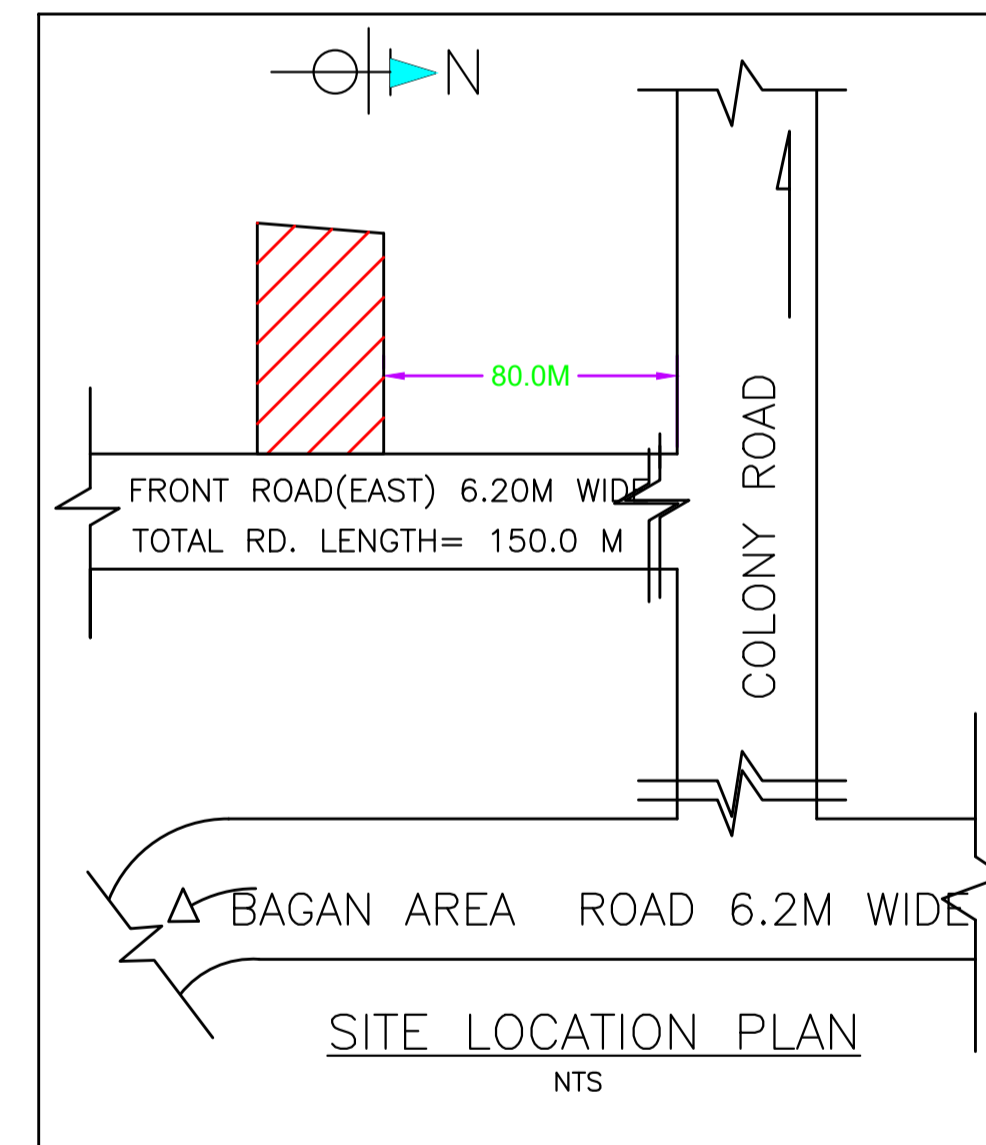 N
80.0M
FRONT ROAD(EAST) 6.20M WIDE
TOTAL RD. LENGTH= 150.0 M
COLONY ROAD
BAGAN AREA ROAD 6.2M WIDE
SITE LOCATION PLAN
NTS